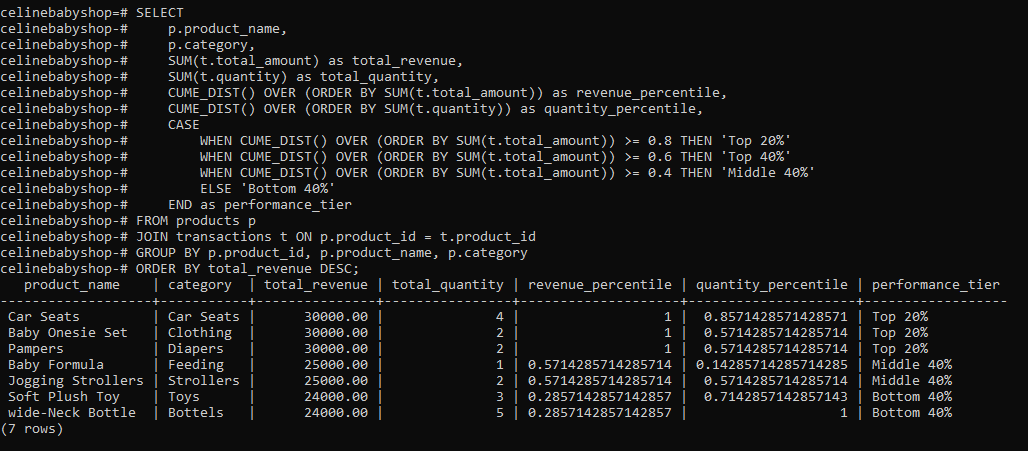 celinebabyshop=# SELECT
celinebabyshop-#     p.product_name,
celinebabyshop-#     p.category,
celinebabyshop-#     SUM(t.total_amount) as total_revenue,
celinebabyshop-#     SUM(t.quantity) as total_quantity,
celinebabyshop-#     CUME_DIST() OVER (ORDER BY SUM(t.total_amount)) as revenue_percentile,
celinebabyshop-#     CUME_DIST() OVER (ORDER BY SUM(t.quantity)) as quantity_percentile,
celinebabyshop-#     CASE
celinebabyshop-#         WHEN CUME_DIST() OVER (ORDER BY SUM(t.total_amount)) >= 0.8 THEN 'Top 20%'
celinebabyshop-#         WHEN CUME_DIST() OVER (ORDER BY SUM(t.total_amount)) >= 0.6 THEN 'Top 40%'
celinebabyshop-#         WHEN CUME_DIST() OVER (ORDER BY SUM(t.total_amount)) >= 0.4 THEN 'Middle 40%'
celinebabyshop-#         ELSE 'Bottom 40%'
celinebabyshop-#     END as performance_tier
celinebabyshop-# FROM products p
celinebabyshop-# JOIN transactions t ON p.product_id = t.product_id
celinebabyshop-# GROUP BY p.product_id, p.product_name, p.category
celinebabyshop-# ORDER BY total_revenue DESC;
   product_name    | category  | total_revenue | total_quantity | revenue_percentile | quantity_percentile | performance_tier
-------------------+-----------+---------------+----------------+--------------------+---------------------+------------------
 Car Seats         | Car Seats |      30000.00 |              4 |                  1 |  0.8571428571428571 | Top 20%
 Baby Onesie Set   | Clothing  |      30000.00 |              2 |                  1 |  0.5714285714285714 | Top 20%
 Pampers           | Diapers   |      30000.00 |              2 |                  1 |  0.5714285714285714 | Top 20%
 Baby Formula      | Feeding   |      25000.00 |              1 | 0.5714285714285714 | 0.14285714285714285 | Middle 40%
 Jogging Strollers | Strollers |      25000.00 |              2 | 0.5714285714285714 |  0.5714285714285714 | Middle 40%
 Soft Plush Toy    | Toys      |      24000.00 |              3 | 0.2857142857142857 |  0.7142857142857143 | Bottom 40%
 wide-Neck Bottle  | Bottels   |      24000.00 |              5 | 0.2857142857142857 |                   1 | Bottom 40%
(7 rows)